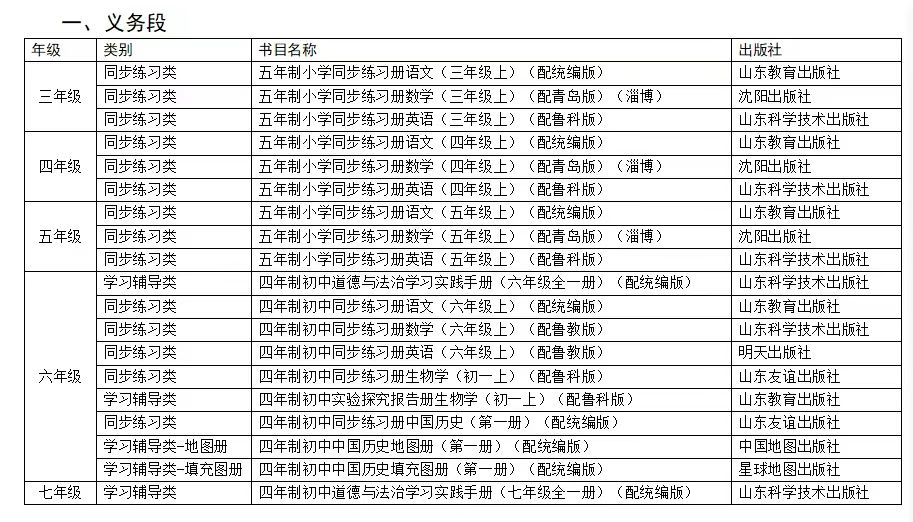 一、义务段
年级 类别 书目名称 出版社
三年级 同步练习类 五年制小学同步练习册语文（三年级上）（配统编版） 山东教育出版社
同步练习类 五年制小学同步练习册数学（三年级上）（配青岛版）（淄博） 沈阳出版社
同步练习类 五年制小学同步练习册英语（三年级上）（配鲁科版） 山东科学技术出版社
四年级 同步练习类 五年制小学同步练习册语文（四年级上）（配统编版） 山东教育出版社
同步练习类 五年制小学同步练习册数学（四年级上）（配青岛版）（淄博） 沈阳出版社
同步练习类 五年制小学同步练习册英语（四年级上）（配鲁科版） 山东科学技术出版社
五年级 同步练习类 五年制小学同步练习册语文（五年级上）（配统编版） 山东教育出版社
同步练习类 五年制小学同步练习册数学（五年级上）（配青岛版）（淄博） 沈阳出版社
同步练习类 五年制小学同步练习册英语（五年级上）（配鲁科版） 山东科学技术出版社
六年级 学习辅导类 四年制初中道德与法治学习实践手册（六年级全一册）（配统编版） 山东科学技术出版社
同步练习类 四年制初中同步练习册语文（六年级上）（配统编版） 山东教育出版社
同步练习类 四年制初中同步练习册数学（六年级上）（配鲁教版） 山东科学技术出版社
同步练习类 四年制初中同步练习册英语（六年级上）（配鲁教版） 明天出版社
同步练习类 四年制初中同步练习册生物学（初一上）（配鲁科版） 山东友谊出版社
学习辅导类 四年制初中实验探究报告册生物学（初一上）（配鲁科版） 山东教育出版社
同步练习类 四年制初中同步练习册中国历史（第一册）（配统编版） 山东友谊出版社
学习辅导类-地图册 四年制初中中国历史地图册（第一册）（配统编版） 中国地图出版社
学习辅导类-填充图册 四年制初中中国历史填充图册（第一册）（配统编版） 星球地图出版社
七年级 学习辅导类 四年制初中道德与法治学习实践手册（七年级全一册）（配统编版） 山东科学技术出版社